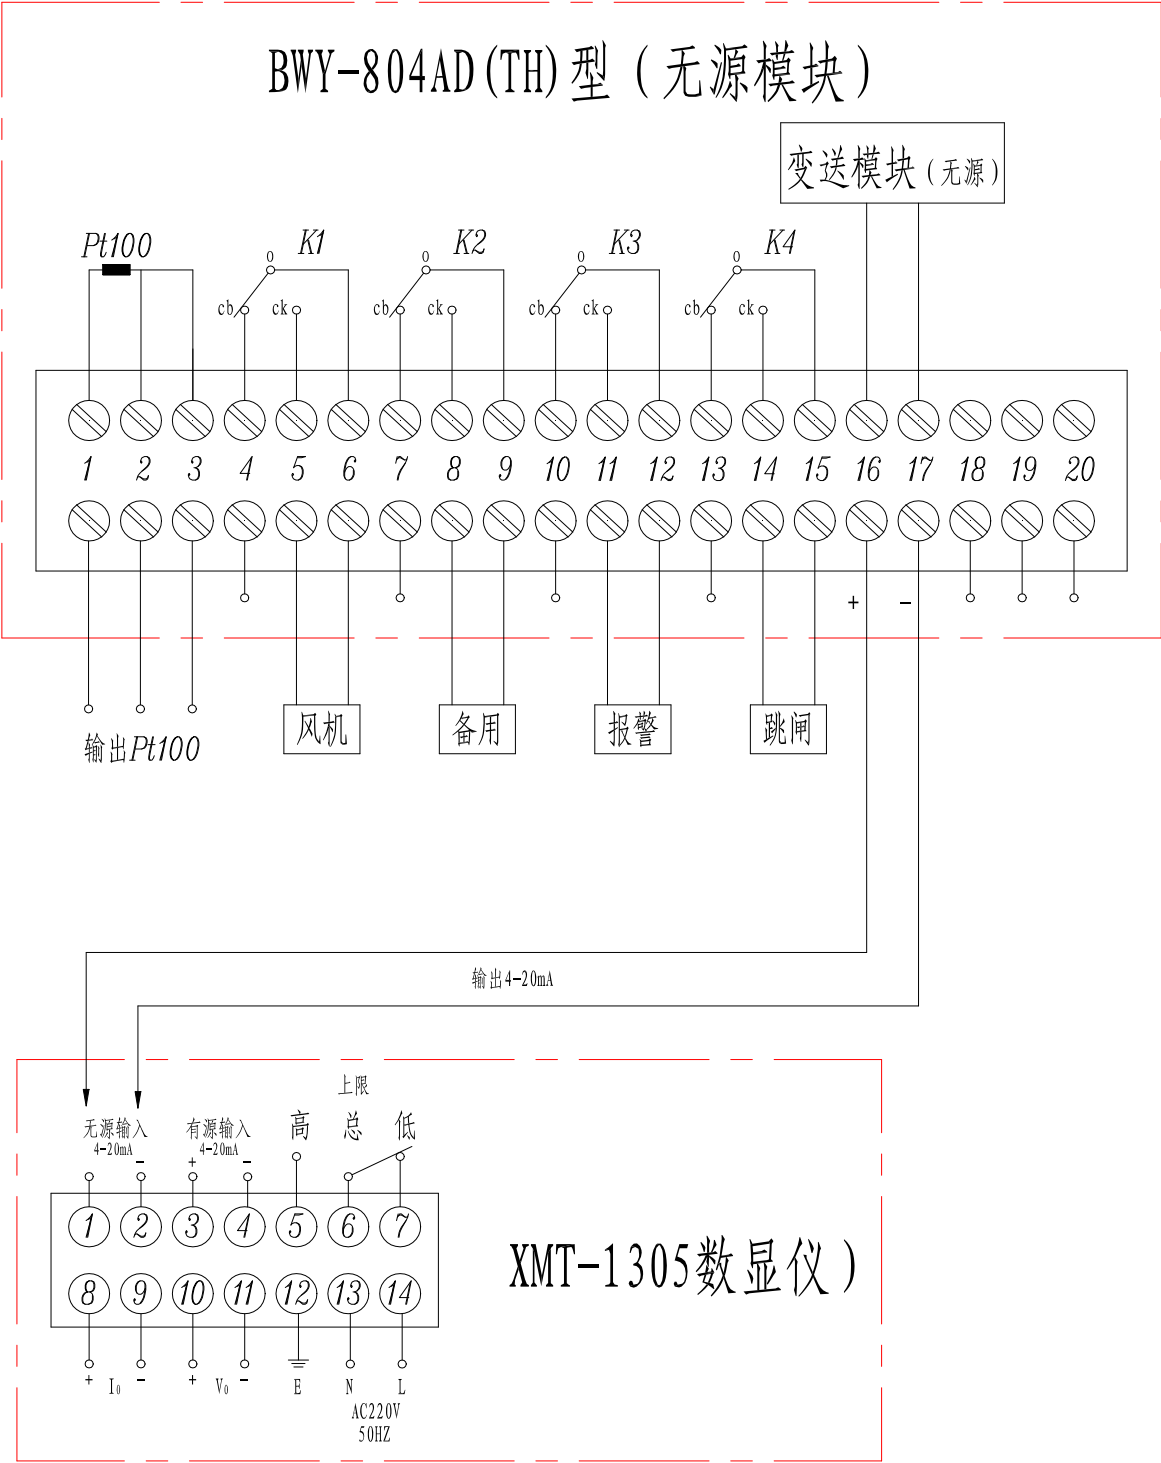 BWY-804AD(TH)型（无源模块）
变送模块（无源）
Pt100 K1 K2 K3 K4
o o o o
cb ck cb ck cb ck cb ck
1 2 3 4 5 6 7 8 9 10 11 12 13 14 15 16 17 18 19 20
+ −
风机 备用 报警 跳闸
输出Pt100
输出4-20mA
上限
无源输入 有源输入 高 总 低
4-20mA 4-20mA
− + −
1 2 3 4 5 6 7
XMT-1305数显仪）
8 9 10 11 12 13 14
+ I0 − + V0 − E N L
AC220V
50HZ